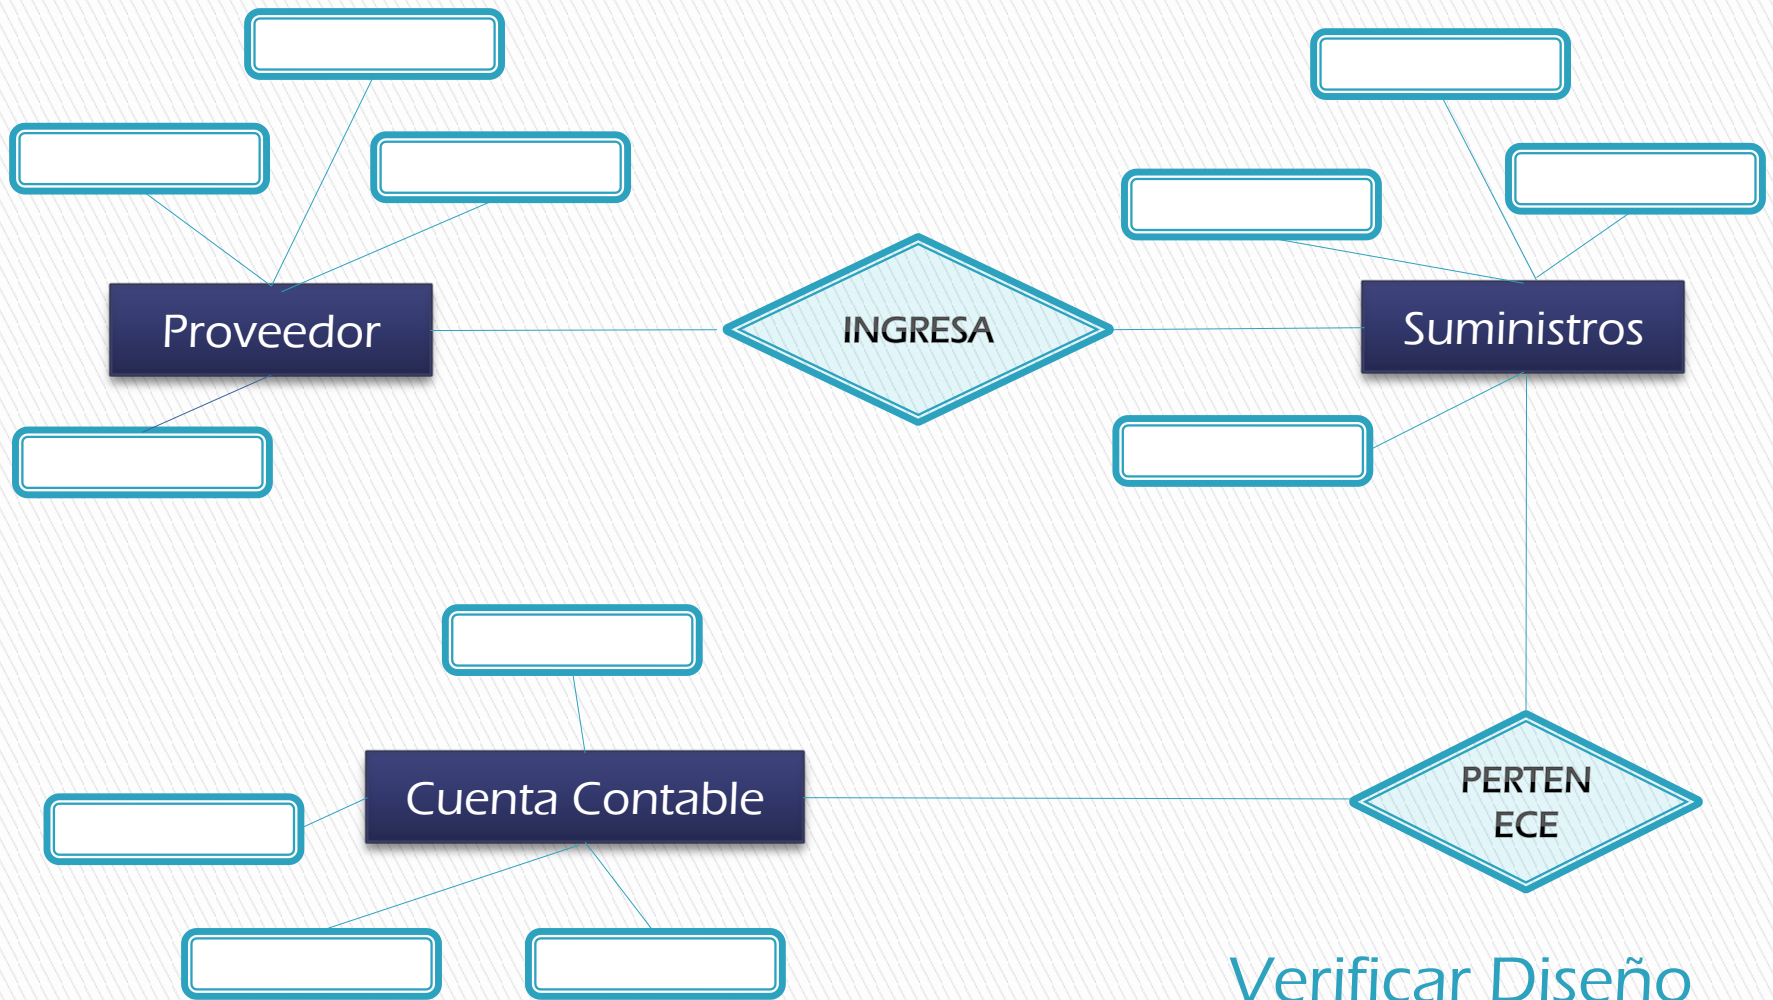 Proveedor
INGRESA
Suministros
Cuenta Contable
PERTEN
ECE
Verificar Diseño